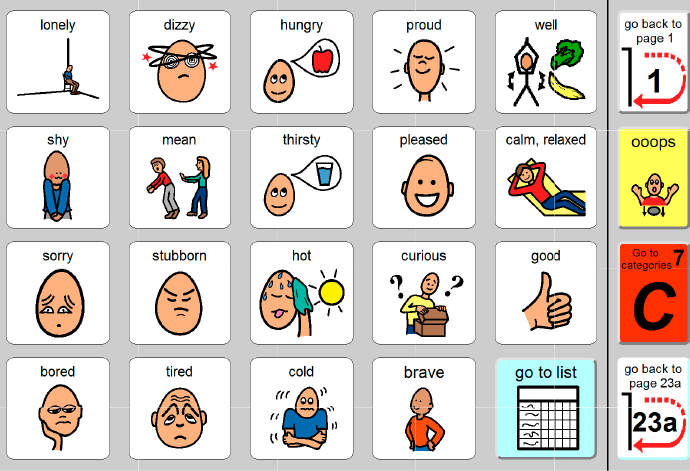 lonely
dizzy
hungry
proud
well
go back to
page 1
1
shy
mean
thirsty
pleased
calm, relaxed
ooops
sorry
stubborn
hot
curious
good
? ?
Go to
categories 7
C
bored
tired
cold
brave
go to list
go back to
page 23a
23a